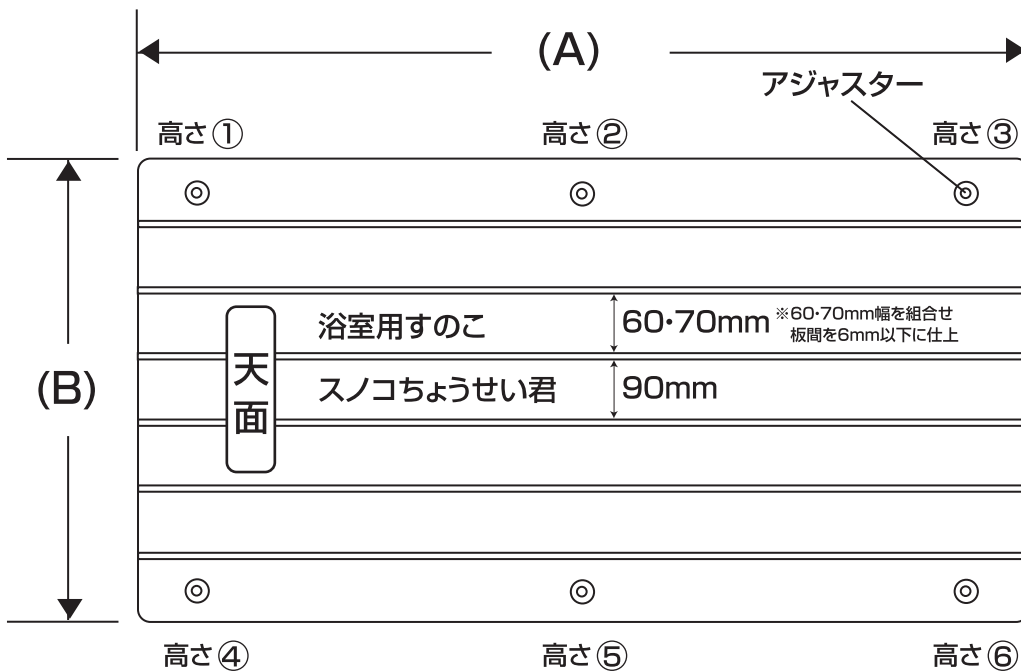 (A)
アジャスター
高さ① 高さ② 高さ③
浴室用すのこ 60・70mm ※60・70mm幅を組合せ
板間を6mm以下に仕上
天面
(B)
スノコちょうせい君 90mm
高さ④ 高さ⑤ 高さ⑥